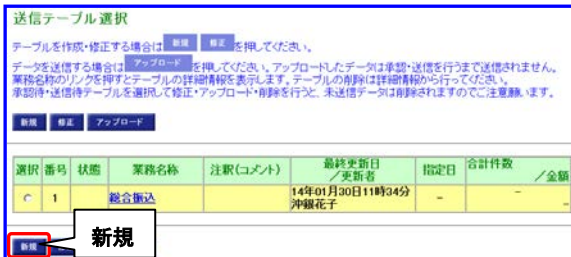 送信テーブル選択
テーブルを作成・修正する場合は 新規 修正 を押してください。
データを送信する場合は アップロード を押してください。アップロードしたデータは承認・送信を行うまで送信されません。
業務名称のリンクを押すとテーブルの詳細情報を表示します。テーブルの削除は詳細情報から行ってください。
承認待・送信待テーブルを選択して修正・アップロード・削除を行うと、未送信データは削除されますのでご注意願います。
新規 修正 アップロード
選択 番号 状態 業務名称 注釈(コメント) 最終更新日 指定日 合計件数
／更新者 ／金額
1 総合振込 14年01月30日11時34分 － －
沖銀花子 －
新規
新規